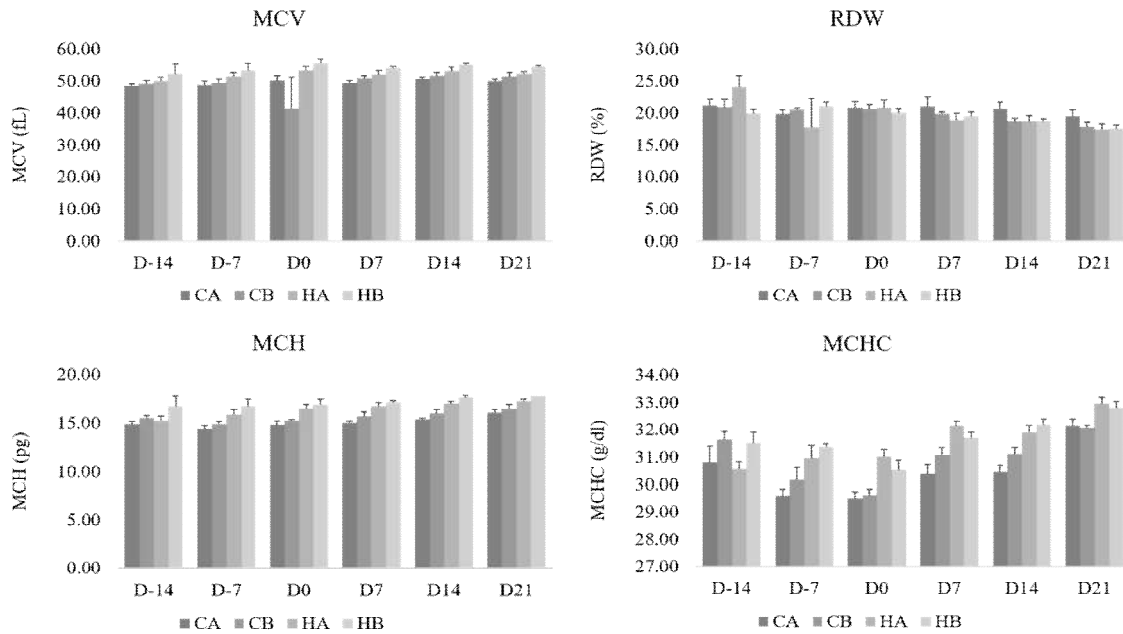 MCV
MCV (fL)
60.00
50.00
40.00
30.00
20.00
10.00
0.00
D-14 D-7 D0 D7 D14 D21
CA CB HA HB
RDW
RDW (%)
30.00
25.00
20.00
15.00
10.00
5.00
0.00
D-14 D-7 D0 D7 D14 D21
CA CB HA HB
MCH
MCH (pg)
20.00
15.00
10.00
5.00
0.00
D-14 D-7 D0 D7 D14 D21
CA CB HA HB
MCHC
MCHC (g/dl)
34.00
33.00
32.00
31.00
30.00
29.00
28.00
27.00
D-14 D-7 D0 D7 D14 D21
CA CB HA HB